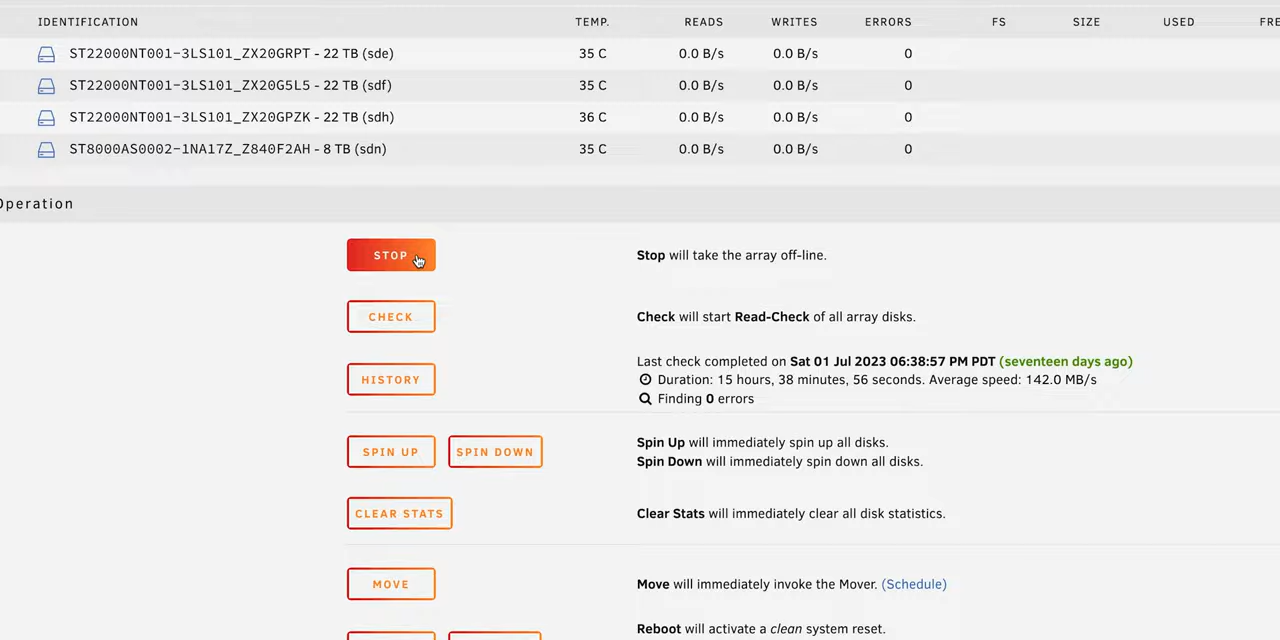 IDENTIFICATION TEMP. READS WRITES ERRORS FS SIZE USED FRE
ST22000NT001-3LS101_ZX20GRPT - 22 TB (sde) 35 C 0.0 B/s 0.0 B/s 0
ST22000NT001-3LS101_ZX20G5L5 - 22 TB (sdf) 35 C 0.0 B/s 0.0 B/s 0
ST22000NT001-3LS101_ZX20GPZK - 22 TB (sdh) 36 C 0.0 B/s 0.0 B/s 0
ST8000AS0002-1NA17Z_Z840F2AH - 8 TB (sdn) 35 C 0.0 B/s 0.0 B/s 0
Operation
STOP Stop will take the array off-line.
CHECK Check will start Read-Check of all array disks.
Last check completed on Sat 01 Jul 2023 06:38:57 PM PDT (seventeen days ago)
HISTORY Duration: 15 hours, 38 minutes, 56 seconds. Average speed: 142.0 MB/s
Finding 0 errors
Spin Up will immediately spin up all disks.
SPIN UP SPIN DOWN
Spin Down will immediately spin down all disks.
CLEAR STATS Clear Stats will immediately clear all disk statistics.
MOVE Move will immediately invoke the Mover. (Schedule)
Reboot will activate a clean system reset.